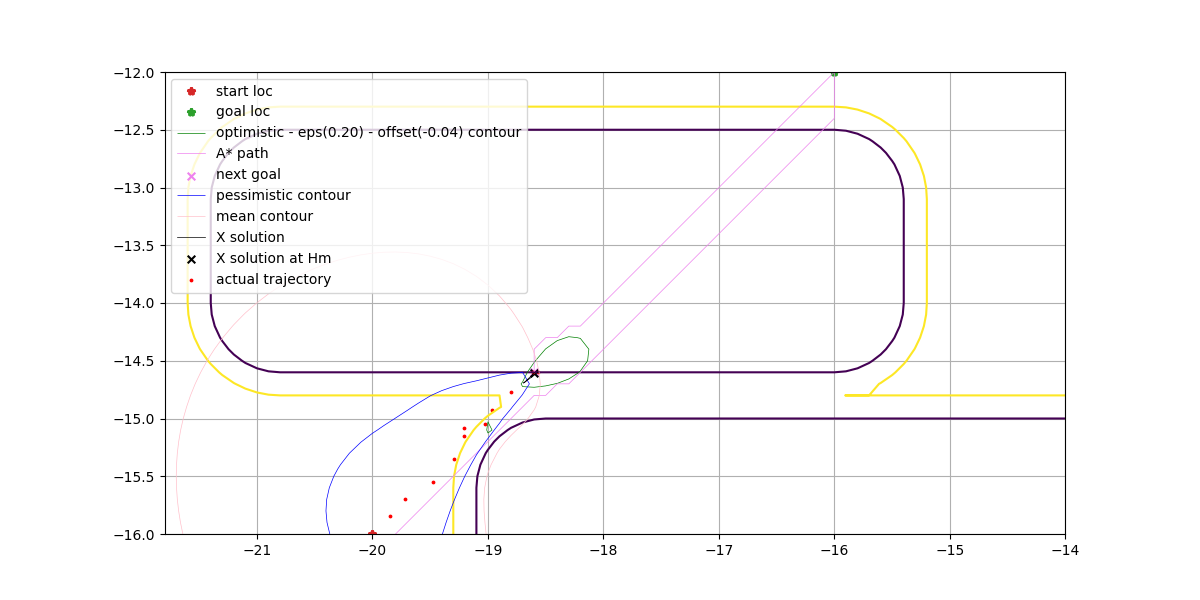 start loc
goal loc
optimistic - eps(0.20) - offset(-0.04) contour
A* path
next goal
pessimistic contour
mean contour
X solution
X solution at Hm
actual trajectory
−12.0
−12.5
−13.0
−13.5
−14.0
−14.5
−15.0
−15.5
−16.0
−21
−20
−19
−18
−17
−16
−15
−14